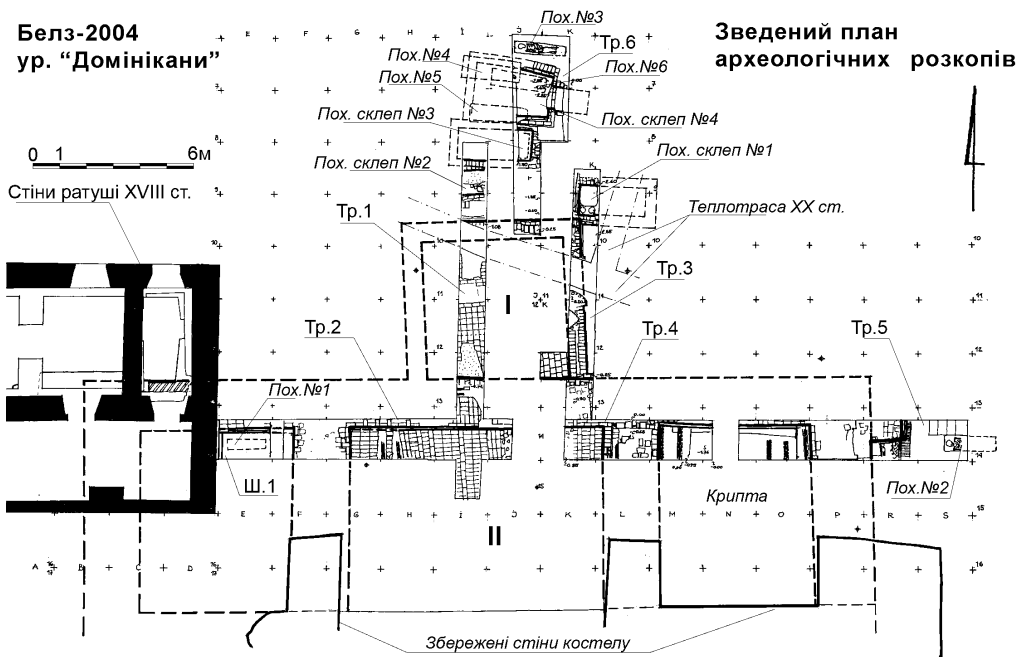 Белз-2004
ур. “Домінікани”
Зведений план
археологічних розкопів
Пох.№3
Тр.6
Пох.№4
Пох.№6
Пох.№5
Пох. склеп №3
Пох. склеп №4
0 1 6м
Пох. склеп №2
Пох. склеп №1
Стіни ратуші XVIII ст.
Теплотраса XX ст.
Тр.1
Тр.3
I
Тр.2
Тр.4
Тр.5
Пох.№1
Ш.1
Крипта
Пох.№2
E F G H I J K L M N O P R S
II
A B C D
Збережені стіни костелу